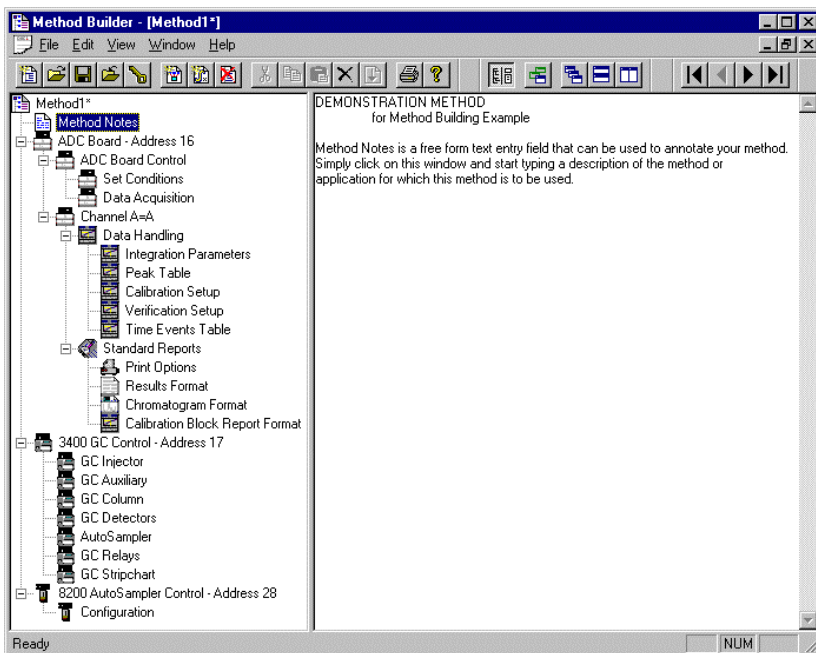 Method Builder - [Method1*]
File Edit View Window Help
Method1*
Method Notes
ADC Board - Address 16
ADC Board Control
Set Conditions
Data Acquisition
Channel A=A
Data Handling
Integration Parameters
Peak Table
Calibration Setup
Verification Setup
Time Events Table
Standard Reports
Print Options
Results Format
Chromatogram Format
Calibration Block Report Format
3400 GC Control - Address 17
GC Injector
GC Auxiliary
GC Column
GC Detectors
AutoSampler
GC Relays
GC Stripchart
8200 AutoSampler Control - Address 28
Configuration
DEMONSTRATION METHOD
for Method Building Example
Method Notes is a free form text entry field that can be used to annotate your method.
Simply click on this window and start typing a description of the method or
application for which this method is to be used.
Ready
NUM